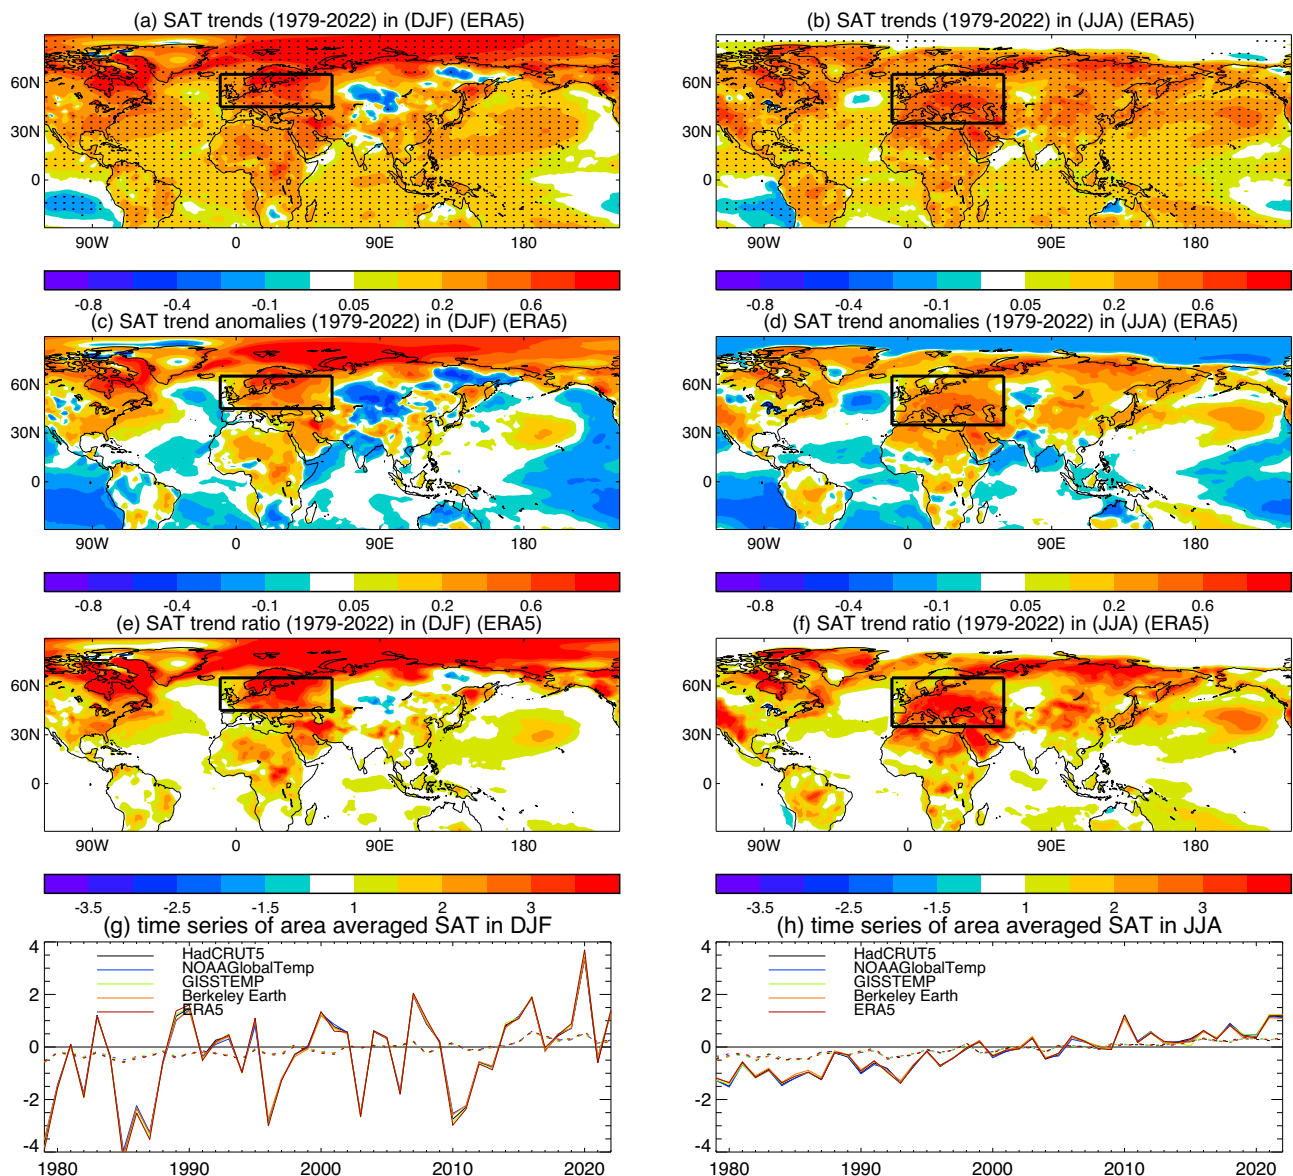 (a) SAT trends (1979-2022) in (DJF) (ERA5)
60N
30N
0
90W 0 90E 180
-0.8 -0.4 -0.1 0.05 0.2 0.6
(b) SAT trends (1979-2022) in (JJA) (ERA5)
60N
30N
0
90W 0 90E 180
-0.8 -0.4 -0.1 0.05 0.2 0.6
(c) SAT trend anomalies (1979-2022) in (DJF) (ERA5)
60N
30N
0
90W 0 90E 180
-0.8 -0.4 -0.1 0.05 0.2 0.6
(d) SAT trend anomalies (1979-2022) in (JJA) (ERA5)
60N
30N
0
90W 0 90E 180
-0.8 -0.4 -0.1 0.05 0.2 0.6
(e) SAT trend ratio (1979-2022) in (DJF) (ERA5)
60N
30N
0
90W 0 90E 180
-3.5 -2.5 -1.5 1 2 3
(f) SAT trend ratio (1979-2022) in (JJA) (ERA5)
60N
30N
0
90W 0 90E 180
-3.5 -2.5 -1.5 1 2 3
(g) time series of area averaged SAT in DJF
4
2
0
-2
-4
HadCRUT5
NOAAGlobalTemp
GISSTEMP
Berkeley Earth
ERA5
1980 1990 2000 2010 2020
(h) time series of area averaged SAT in JJA
4
2
0
-2
-4
HadCRUT5
NOAAGlobalTemp
GISSTEMP
Berkeley Earth
ERA5
1980 1990 2000 2010 2020